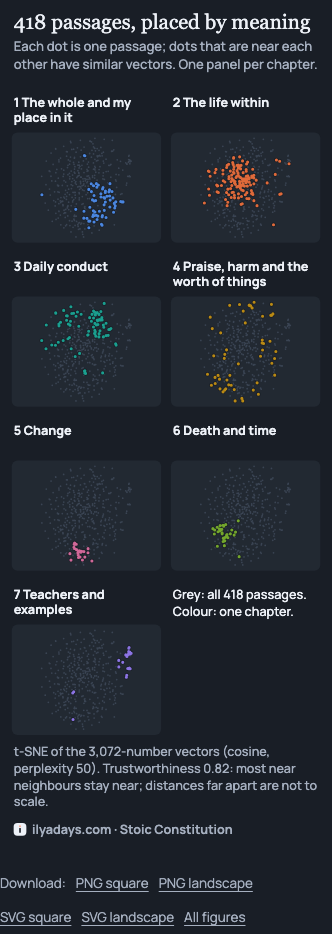 418 passages, placed by meaning
Each dot is one passage; dots that are near each
other have similar vectors. One panel per chapter.
1 The whole and my
place in it
2 The life within
3 Daily conduct
4 Praise, harm and the
worth of things
5 Change
6 Death and time
7 Teachers and
examples
Grey: all 418 passages.
Colour: one chapter.
t-SNE of the 3,072-number vectors (cosine,
perplexity 50). Trustworthiness 0.82: most near
neighbours stay near; distances far apart are not to
scale.
i ilyadays.com · Stoic Constitution
Download: PNG square PNG landscape
SVG square SVG landscape All figures